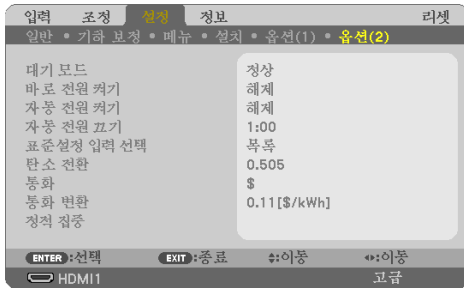 입력 조정 설정 정보 리셋
일반 • 기하 보정 • 메뉴 • 설치 • 옵션(1) • 옵션(2)
대기 모드 정상
바로 전원 켜기 해제
자동 전원 켜기 해제
자동 전원 끄기 1:00
표준설정 입력 선택 목록
탄소 전환 0.505
통화 $
통화 변환 0.11[$/kWh]
정적 집중
ENTER :선택 EXIT :종료 :이동 :이동
HDMI1 고급